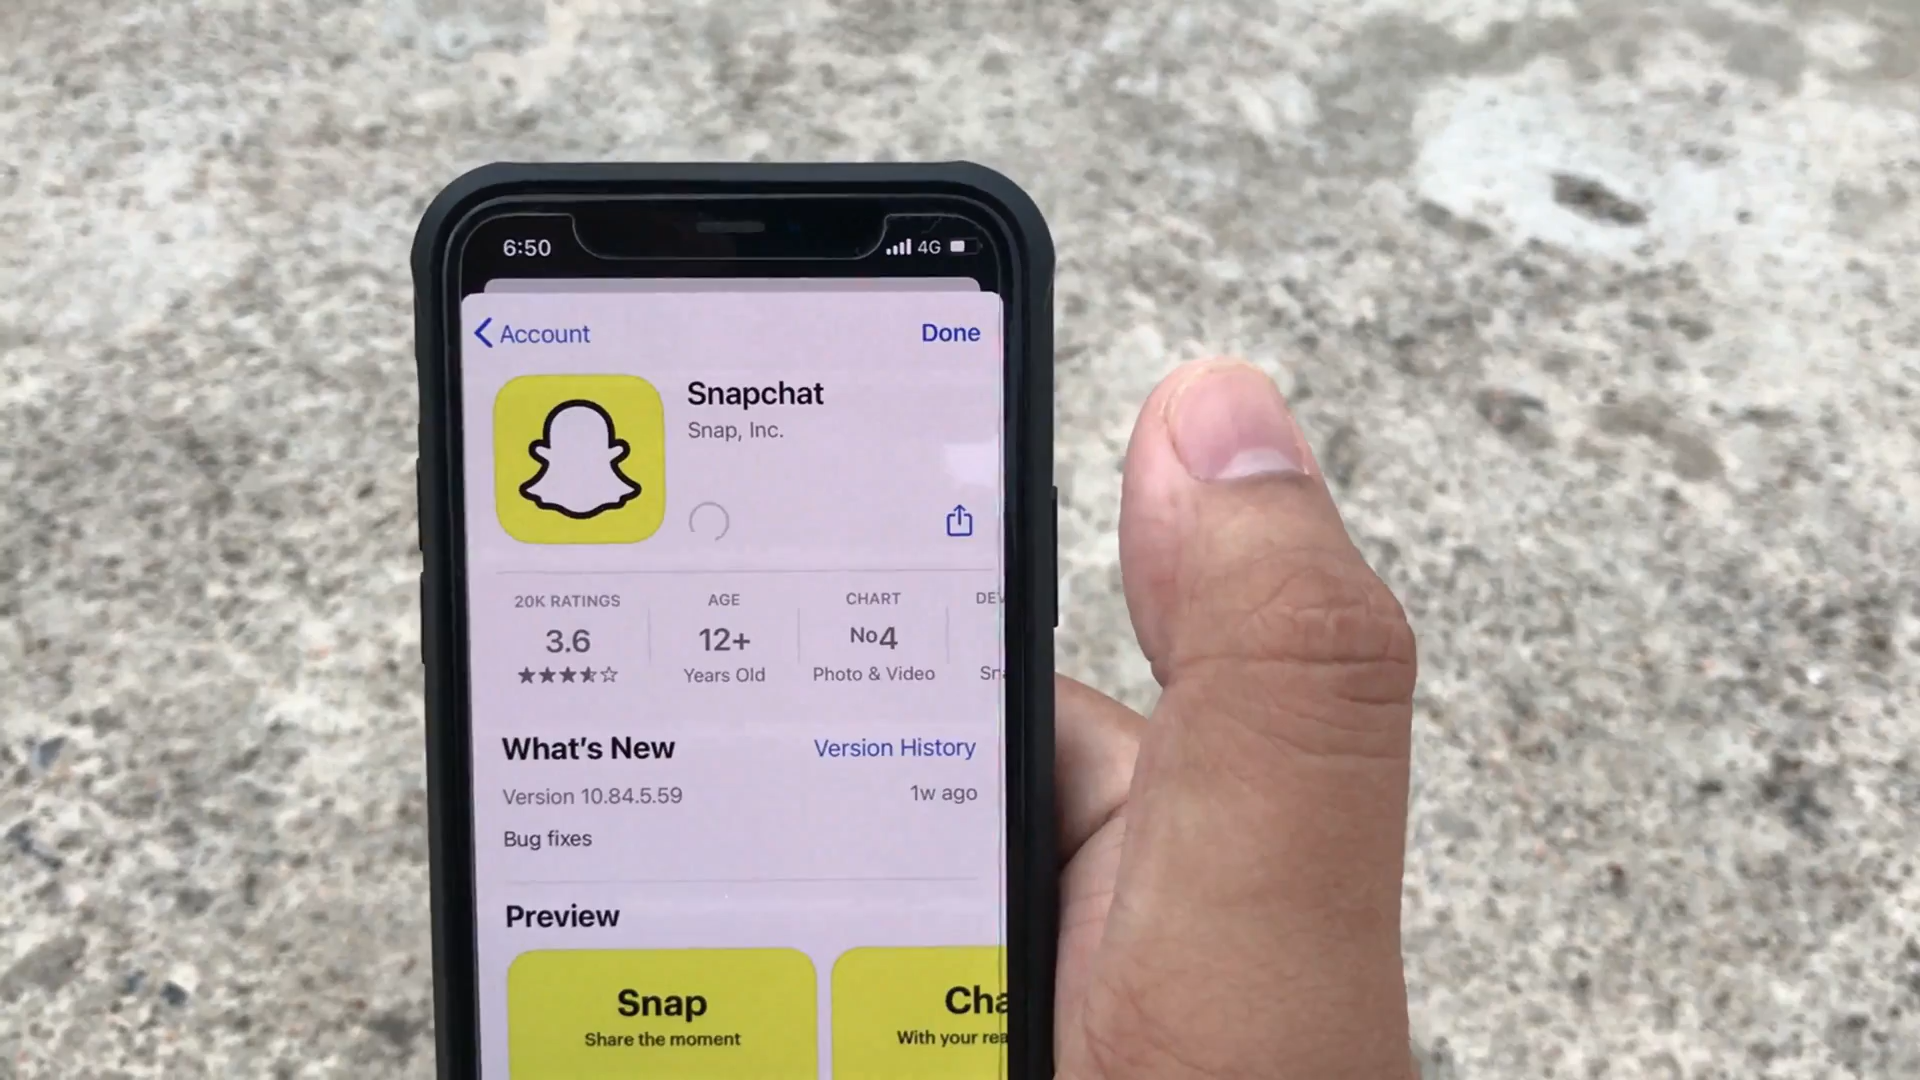 6:50
4G
Account
Done
Snapchat
Snap, Inc.
20K RATINGS
AGE
CHART
3.6
12+
No4
★★★★☆
Years Old
Photo & Video
What's New
Version History
Version 10.84.5.59
1w ago
Bug fixes
Preview
Snap
Share the moment
With your